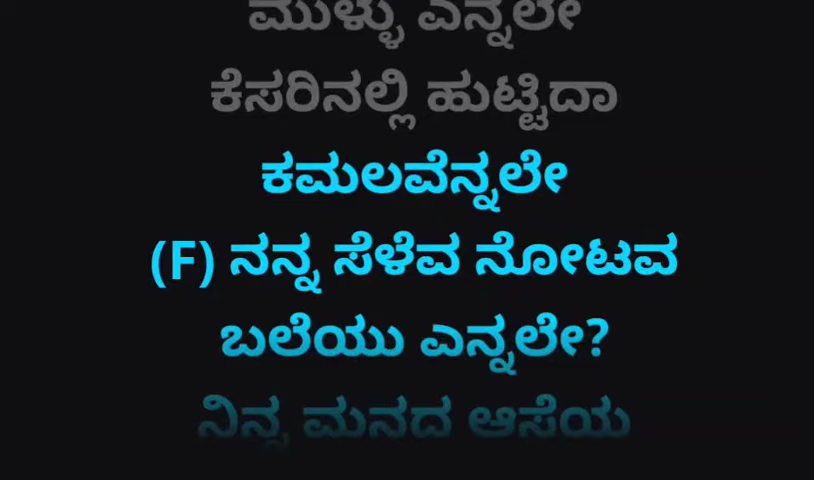 ಮುಳ್ಳು ಎನ್ನಲೇ
ಕೆಸರಿನಲ್ಲಿ ಹುಟ್ಟಿದಾ
ಕಮಲವೆನ್ನಲೇ
(F) ನನ್ನ ಸೆಳೆವ ನೋಟವ
ಬಲೆಯು ಎನ್ನಲೇ?
ನಿನ್ನ ಮನದ ಆಸೆಯ